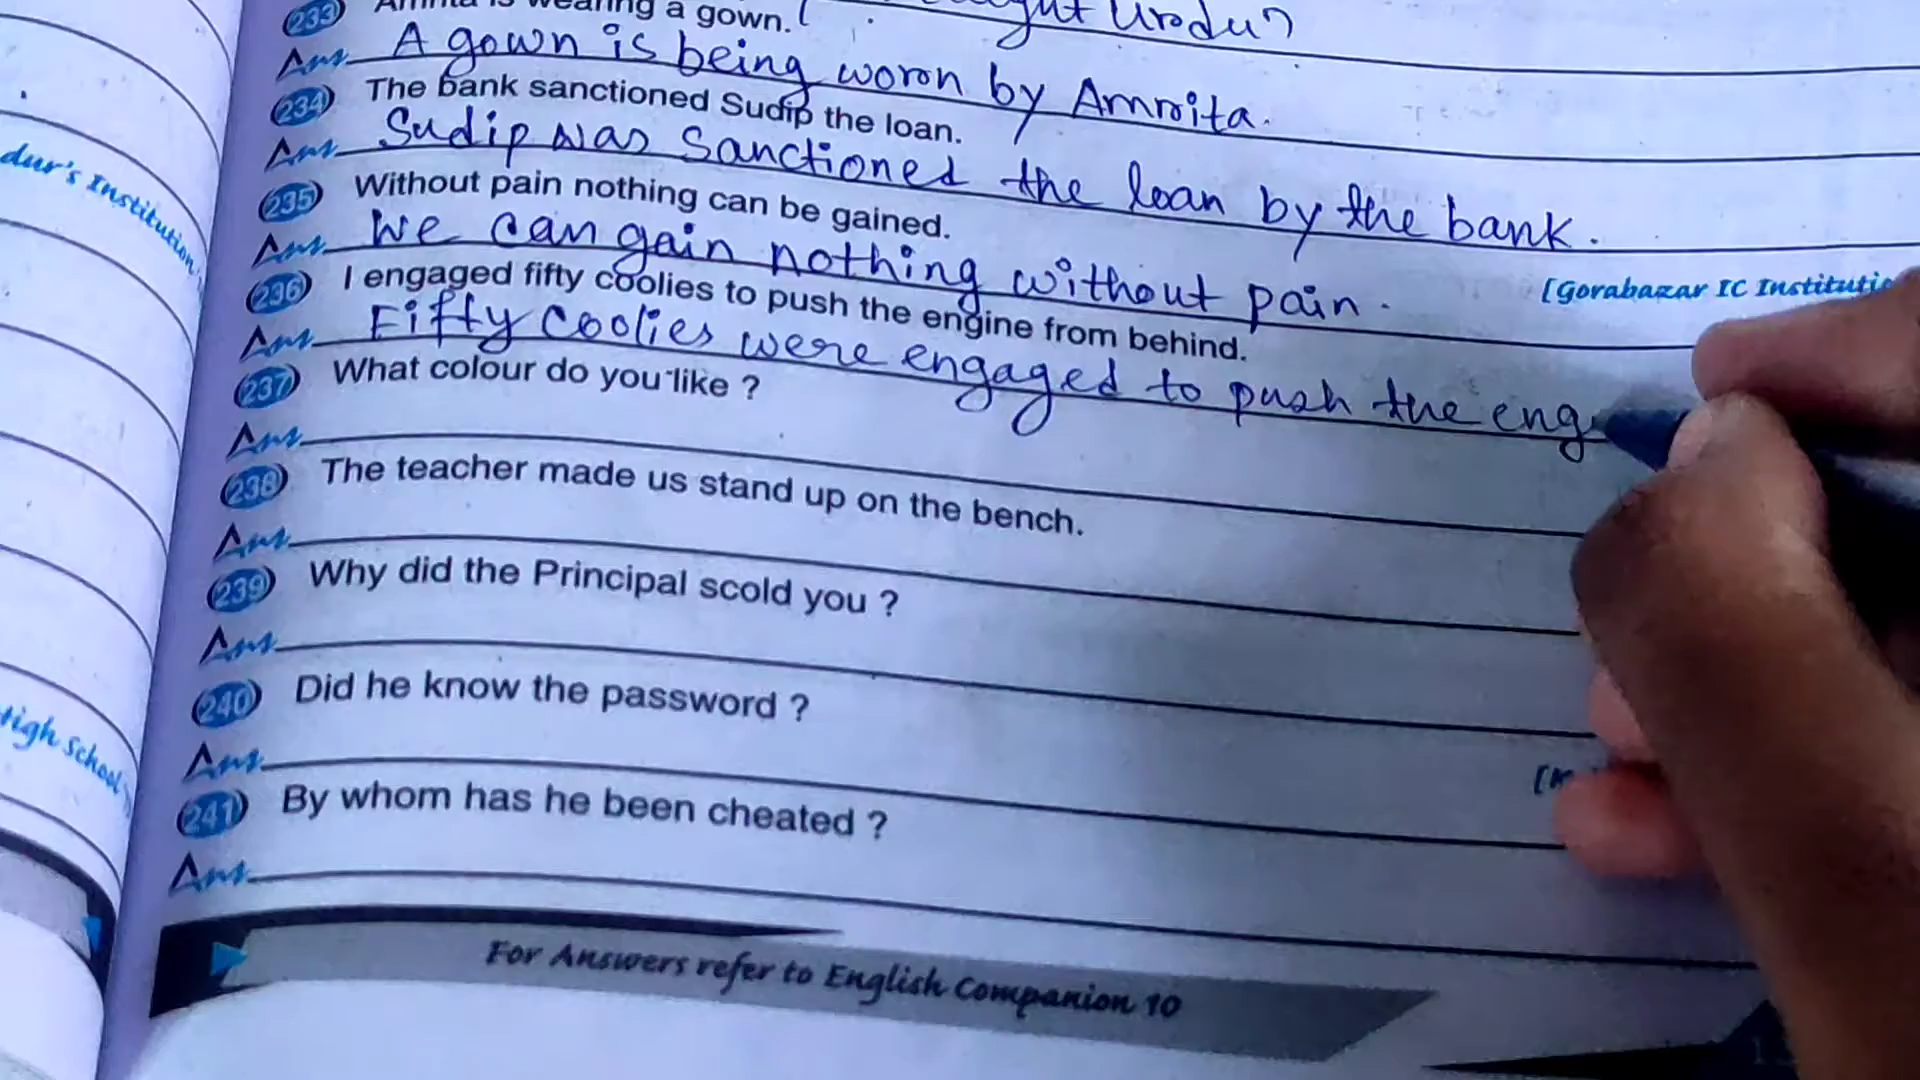 taught Urdu?
233 Amrita is wearing a gown.
Ans. A gown is being worn by Amrita.
234 The bank sanctioned Sudip the loan.
Ans. Sudip was sanctioned the loan by the bank.
235 Without pain nothing can be gained.
Ans. We can gain nothing without pain.
[Gorabazar IC
236 I engaged fifty coolies to push the engine from behind.
Ans. Fifty coolies were engaged to push the eng
237 What colour do you like ?
Ans.
238 The teacher made us stand up on the bench.
Ans.
239 Why did the Principal scold you ?
Ans.
240 Did he know the password ?
Ans.
241 By whom has he been cheated ?
Ans.
For Answers refer to English Companion 10
dur's Institution
High School